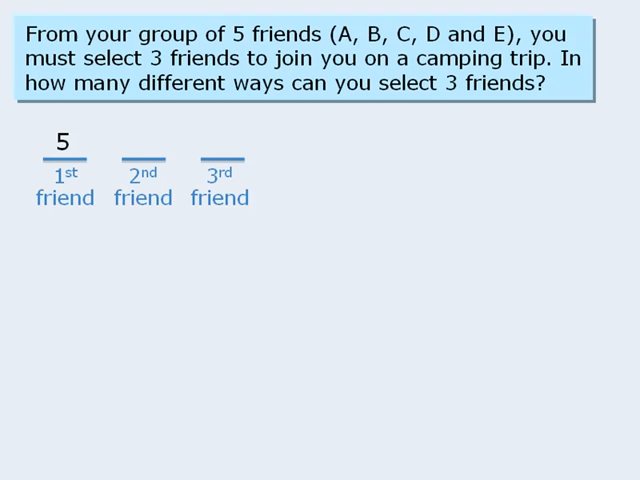 From your group of 5 friends (A, B, C, D and E), you
must select 3 friends to join you on a camping trip. In
how many different ways can you select 3 friends?
5
1st 2nd 3rd
friend friend friend